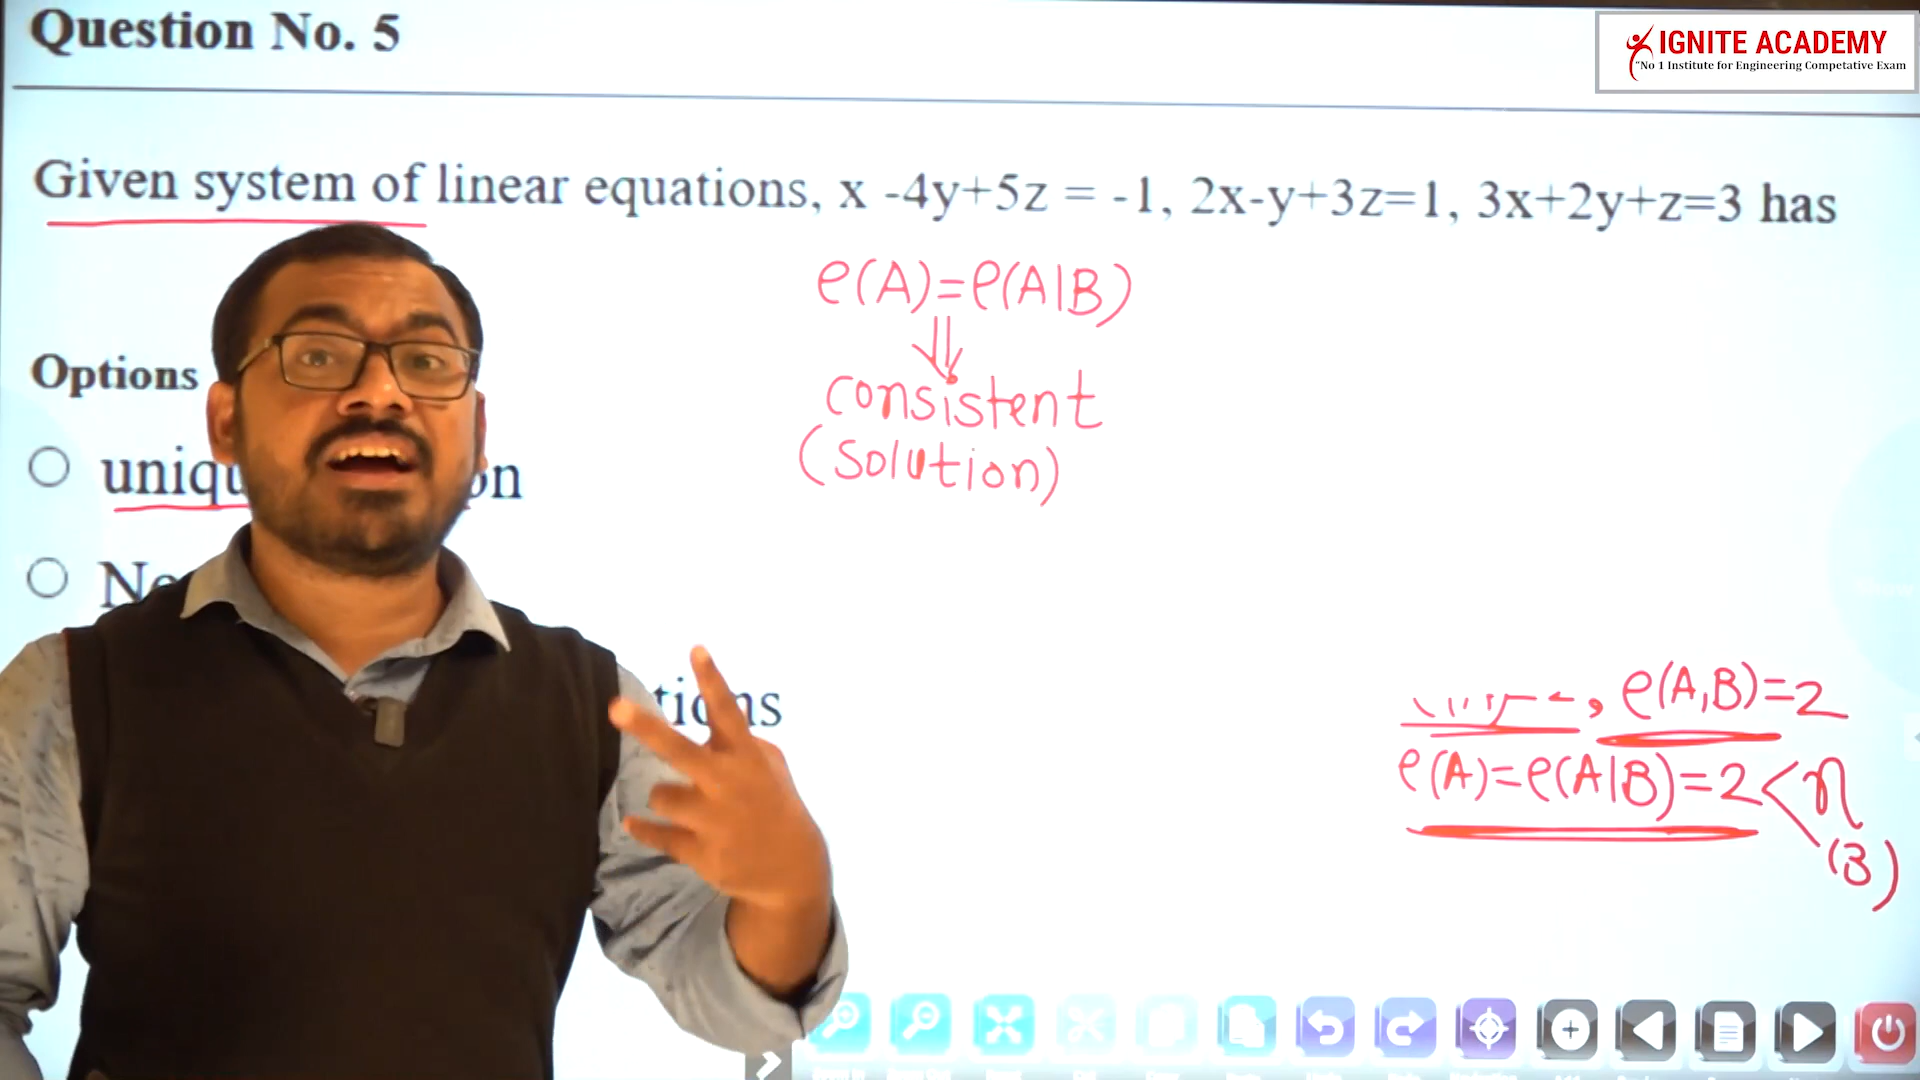 Question No. 5
IGNITE ACADEMY
"No 1 Institute for Engineering Competative Exam
Given system of linear equations, x -4y+5z = -1, 2x-y+3z=1, 3x+2y+z=3 has
ρ(A)=ρ(A|B)
⇓
consistent
(solution)
Options
ρ(A,B)=2
ρ(A)=ρ(A|B)=2<n
(3)